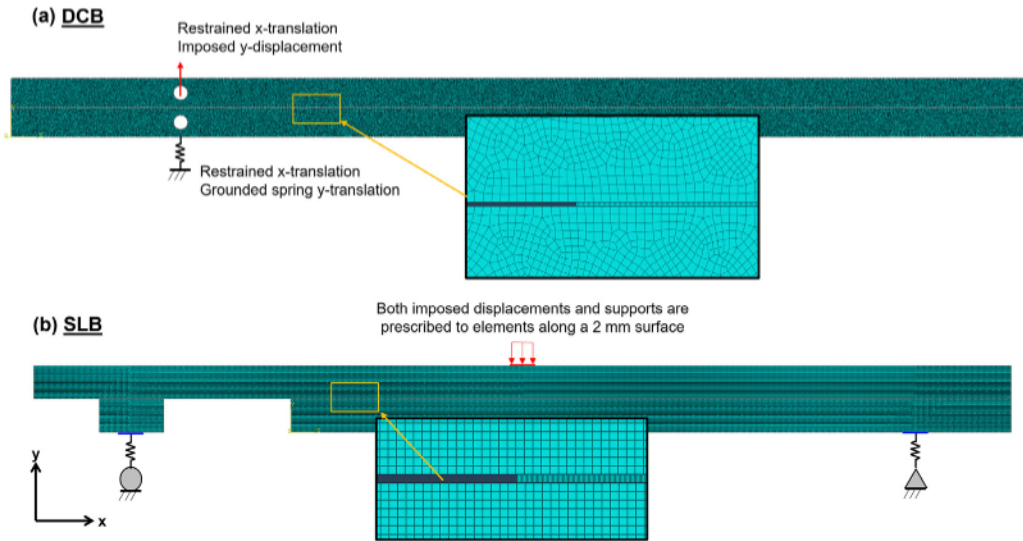 (a) DCB
Restrained x-translation
Imposed y-displacement
Restrained x-translation
Grounded spring y-translation
Both imposed displacements and supports are
prescribed to elements along a 2 mm surface
(b) SLB
y
x